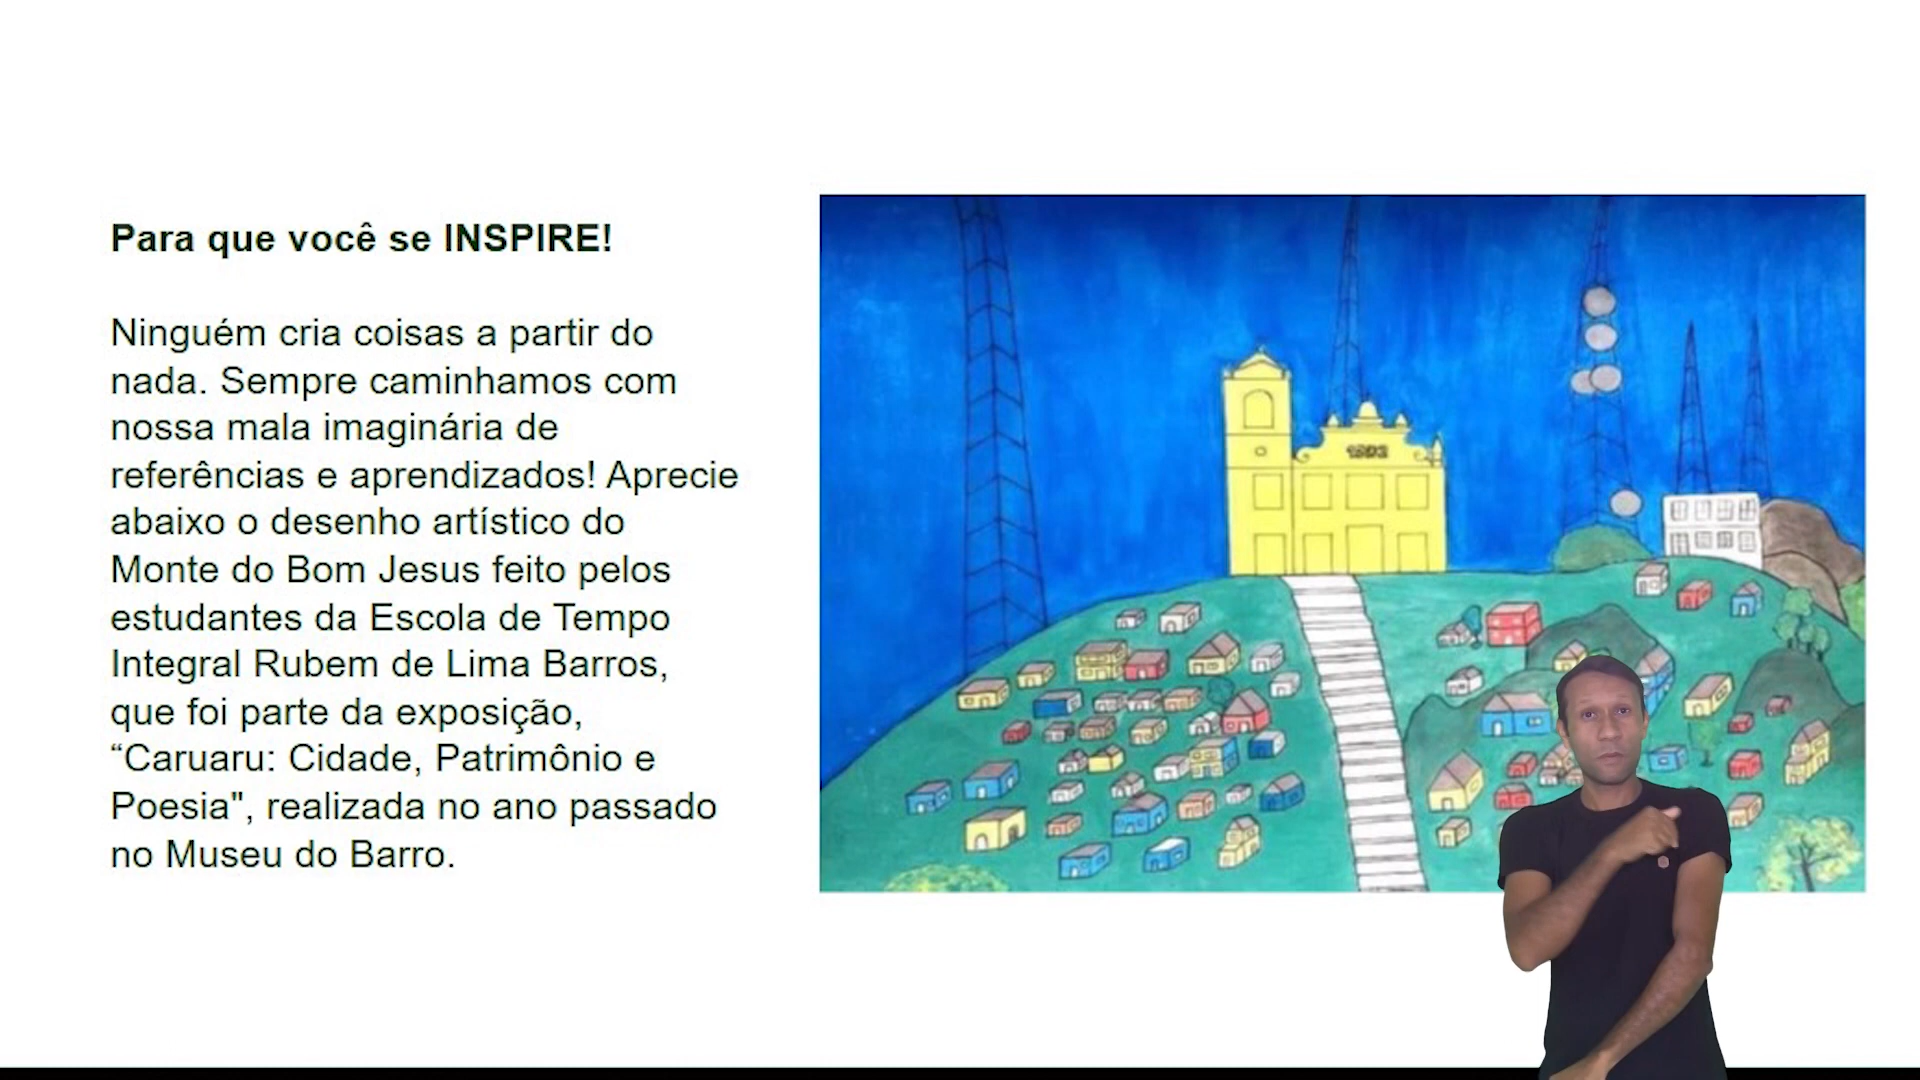 Para que você se INSPIRE!
Ninguém cria coisas a partir do
nada. Sempre caminhamos com
nossa mala imaginária de
referências e aprendizados! Aprecie
abaixo o desenho artístico do
Monte do Bom Jesus feito pelos
estudantes da Escola de Tempo
Integral Rubem de Lima Barros,
que foi parte da exposição,
“Caruaru: Cidade, Patrimônio e
Poesia", realizada no ano passado
no Museu do Barro.